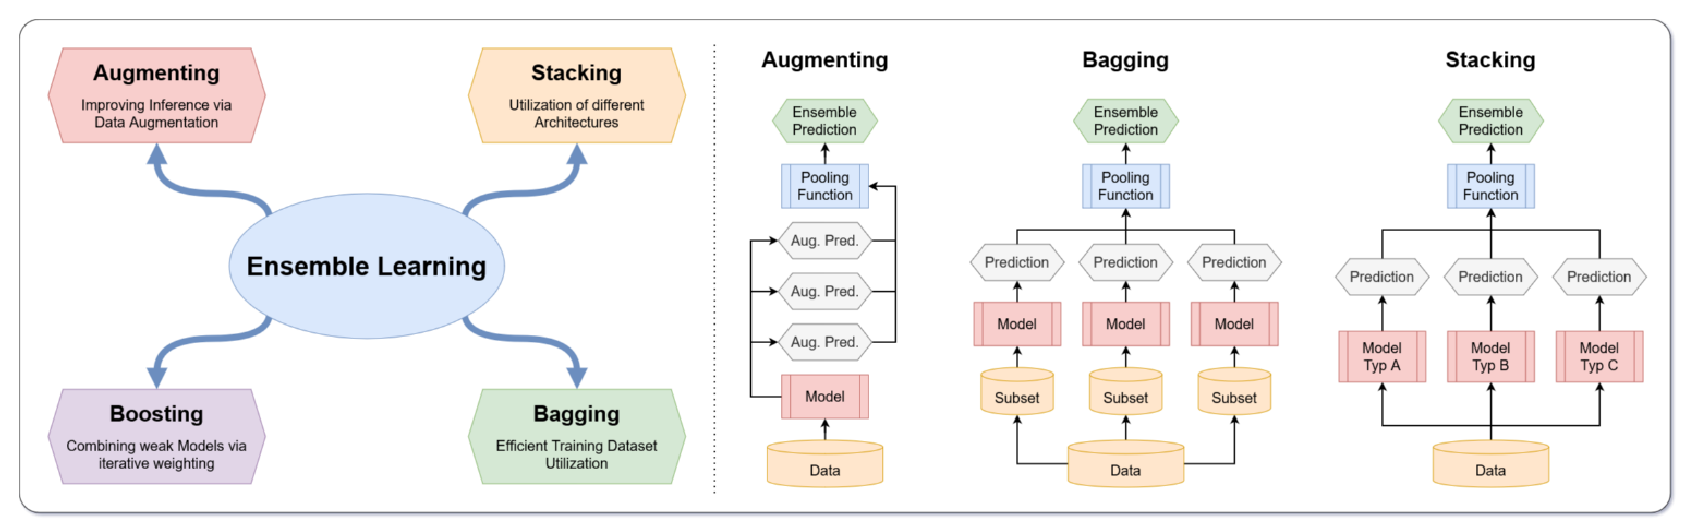 Augmenting
Improving Inference via
Data Augmentation
Stacking
Utilization of different
Architectures
Ensemble Learning
Boosting
Combining weak Models via
iterative weighting
Bagging
Efficient Training Dataset
Utilization
Augmenting
Ensemble
Prediction
Pooling
Function
Aug. Pred.
Aug. Pred.
Aug. Pred.
Model
Data
Bagging
Ensemble
Prediction
Pooling
Function
Prediction
Prediction
Prediction
Model
Model
Model
Subset
Subset
Subset
Data
Stacking
Ensemble
Prediction
Pooling
Function
Prediction
Prediction
Prediction
Model
Typ A
Model
Typ B
Model
Typ C
Data